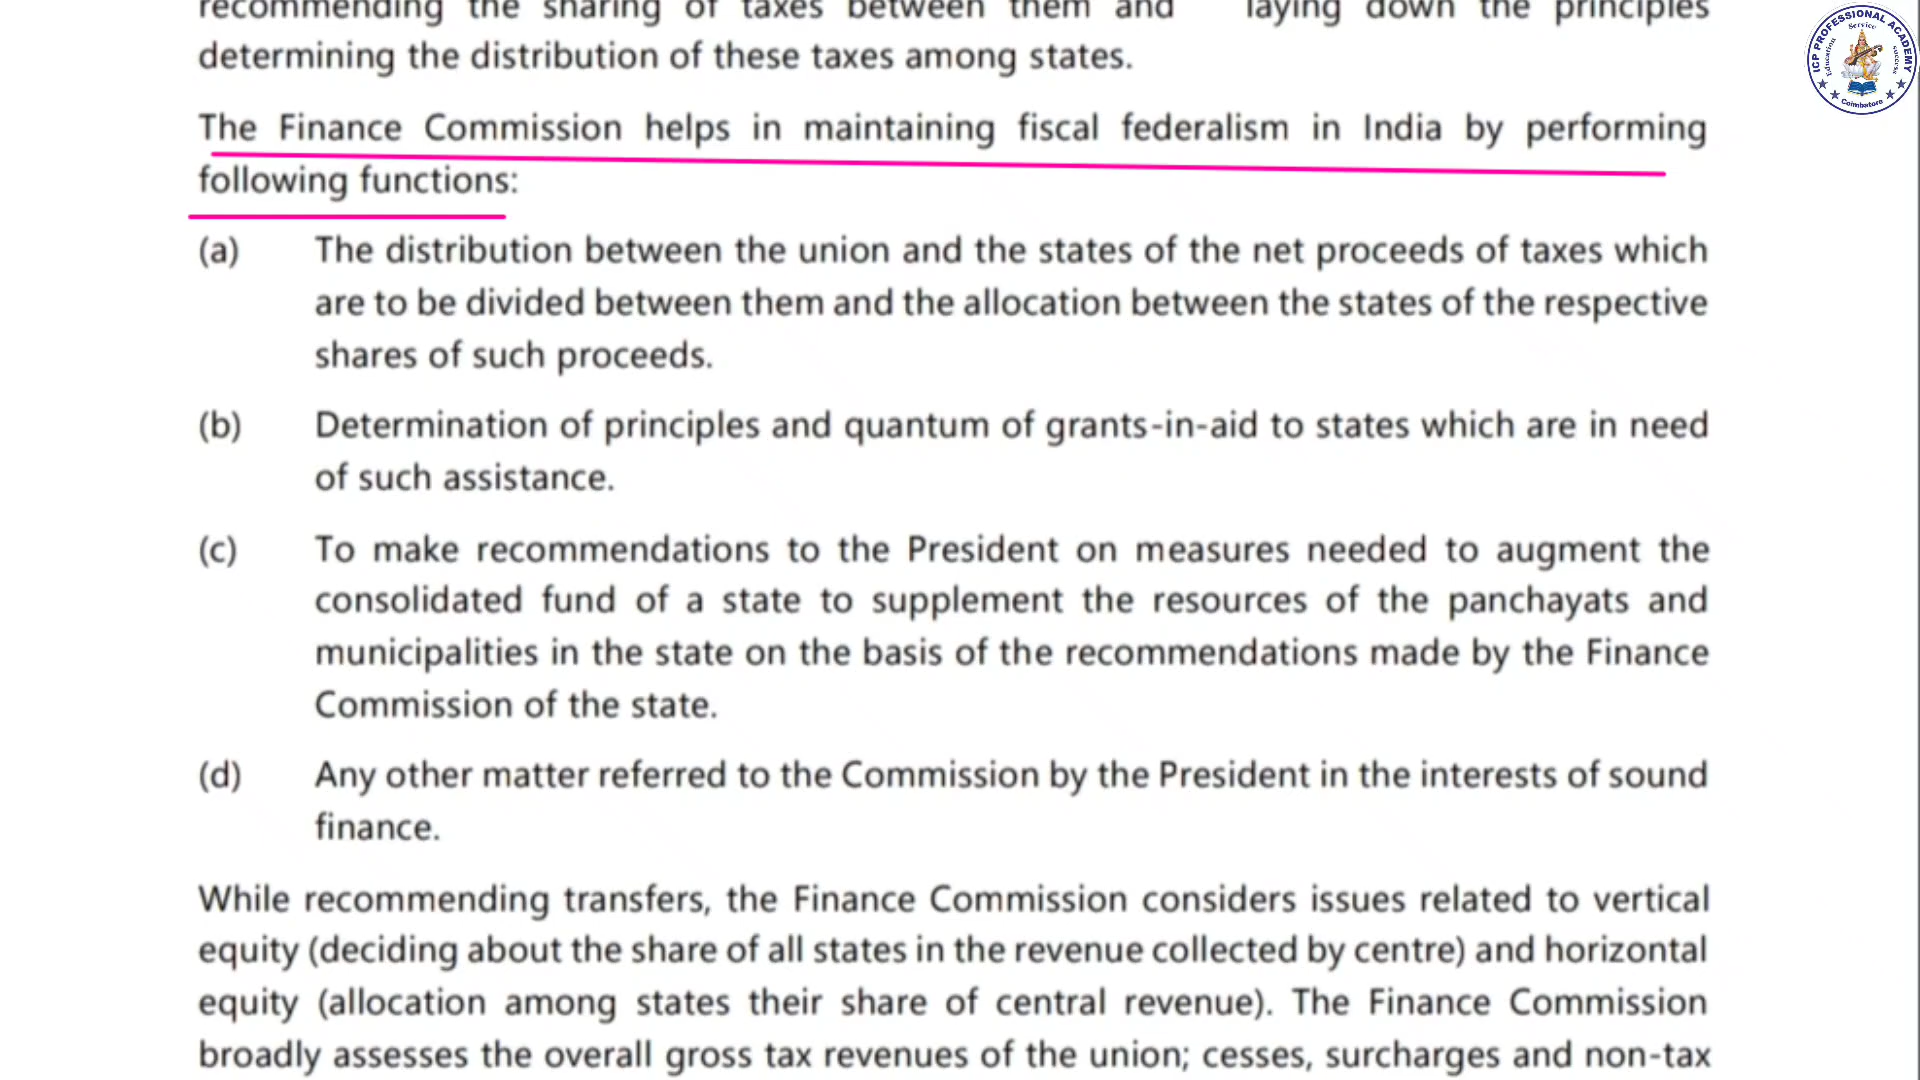 recommending the sharing of taxes between them and laying down the principles
determining the distribution of these taxes among states.
The Finance Commission helps in maintaining fiscal federalism in India by performing
following functions:
(a) The distribution between the union and the states of the net proceeds of taxes which
are to be divided between them and the allocation between the states of the respective
shares of such proceeds.
(b) Determination of principles and quantum of grants-in-aid to states which are in need
of such assistance.
(c) To make recommendations to the President on measures needed to augment the
consolidated fund of a state to supplement the resources of the panchayats and
municipalities in the state on the basis of the recommendations made by the Finance
Commission of the state.
(d) Any other matter referred to the Commission by the President in the interests of sound
finance.
While recommending transfers, the Finance Commission considers issues related to vertical
equity (deciding about the share of all states in the revenue collected by centre) and horizontal
equity (allocation among states their share of central revenue). The Finance Commission
broadly assesses the overall gross tax revenues of the union; cesses, surcharges and non-tax
ICP PROFESSIONAL ACADEMY
Service
Education
Success
Coimbatore